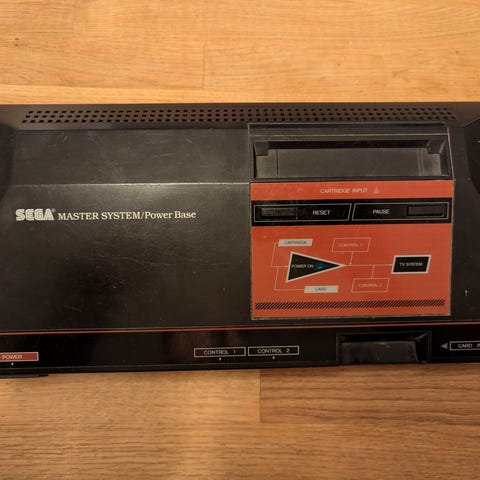 CARTRIDGE INPUT
SEGA MASTER SYSTEM/Power Base
RESET
PAUSE
CARTRIDGE
CONTROL 1
POWER ON
TV SYSTEM
CARD
CONTROL 2
POWER
CONTROL 1
CONTROL 2
CARD